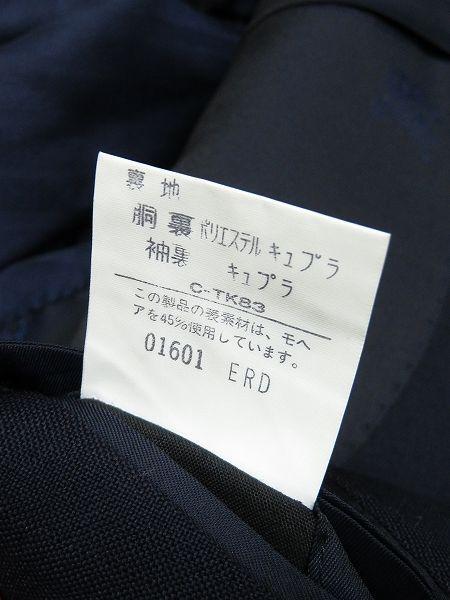 裏地
胴裏 ポリエステル キュプラ
袖裏 キュプラ
C-TK83
この製品の表素材は、モヘ
アを45%使用しています。
01601 ERD